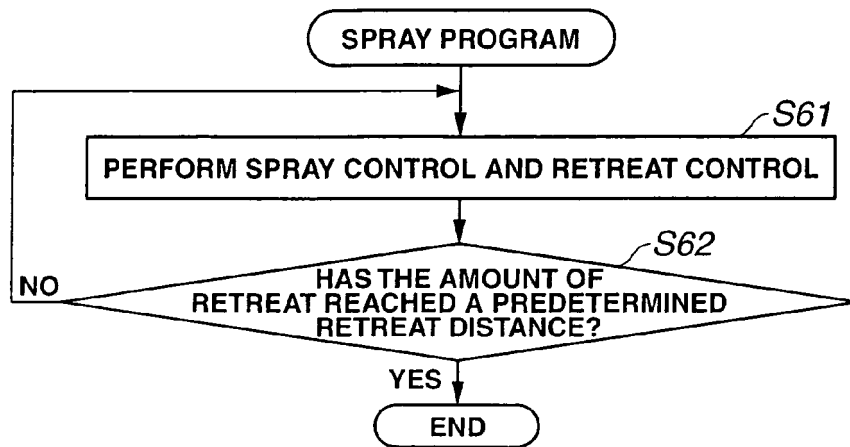 SPRAY PROGRAM
S61
PERFORM SPRAY CONTROL AND RETREAT CONTROL
S62
HAS THE AMOUNT OF
RETREAT REACHED A PREDETERMINED
RETREAT DISTANCE?
NO
YES
END